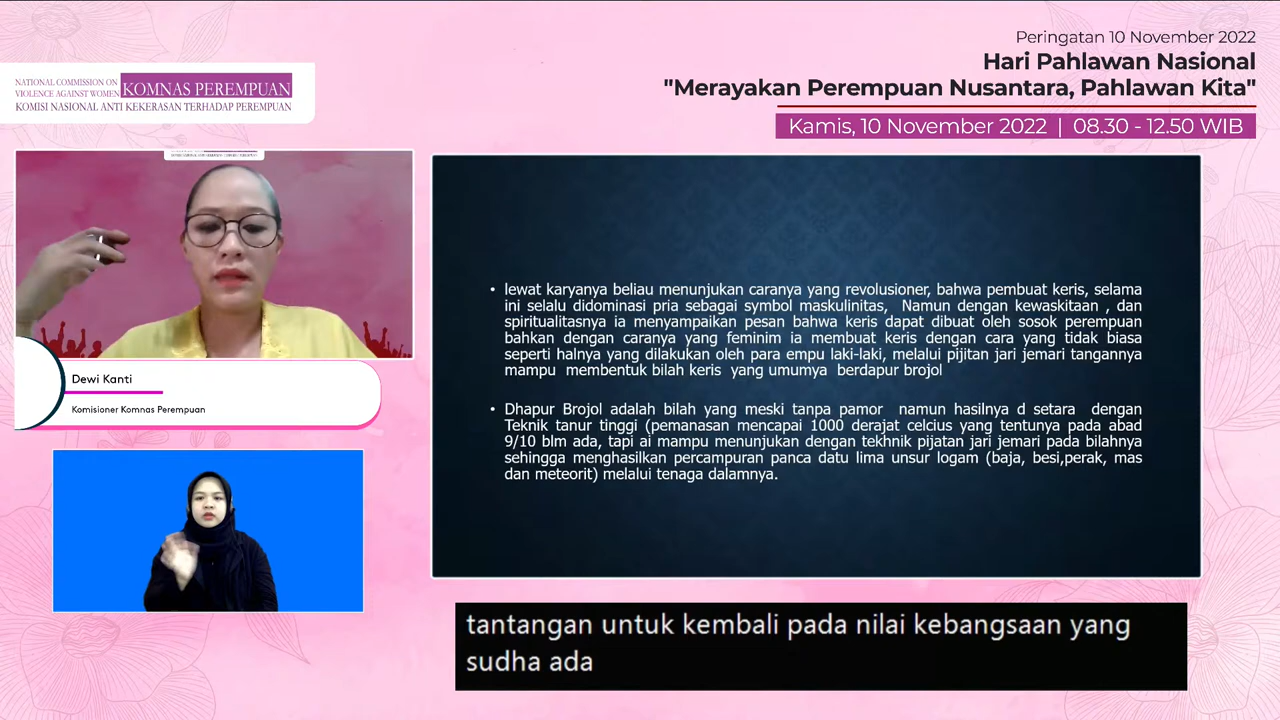 Peringatan 10 November 2022
Hari Pahlawan Nasional
"Merayakan Perempuan Nusantara, Pahlawan Kita"
Kamis, 10 November 2022 | 08.30 - 12.50 WIB
NATIONAL COMMISSION ON
VIOLENCE AGAINST WOMEN
KOMNAS PEREMPUAN
KOMISI NASIONAL ANTI KEKERASAN TERHADAP PEREMPUAN
Dewi Kanti
Komisioner Komnas Perempuan
• lewat karyanya beliau menunjukan caranya yang revolusioner, bahwa pembuat keris, selama
ini selalu didominasi pria sebagai symbol maskulinitas, Namun dengan kewaskitaan , dan
spiritualitasnya ia menyampaikan pesan bahwa keris dapat dibuat oleh sosok perempuan
bahkan dengan caranya yang feminim ia membuat keris dengan cara yang tidak biasa
seperti halnya yang dilakukan oleh para empu laki-laki, melalui pijitan jari jemari tangannya
mampu membentuk bilah keris yang umumya berdapur brojol
• Dhapur Brojol adalah bilah yang meski tanpa pamor namun hasilnya d setara dengan
Teknik tanur tinggi (pemanasan mencapai 1000 derajat celcius yang tentunya pada abad
9/10 blm ada, tapi ai mampu menunjukan dengan tekhnik pijatan jari jemari pada bilahnya
sehingga menghasilkan percampuran panca datu lima unsur logam (baja, besi,perak, mas
dan meteorit) melalui tenaga dalamnya.
tantangan untuk kembali pada nilai kebangsaan yang
sudha ada